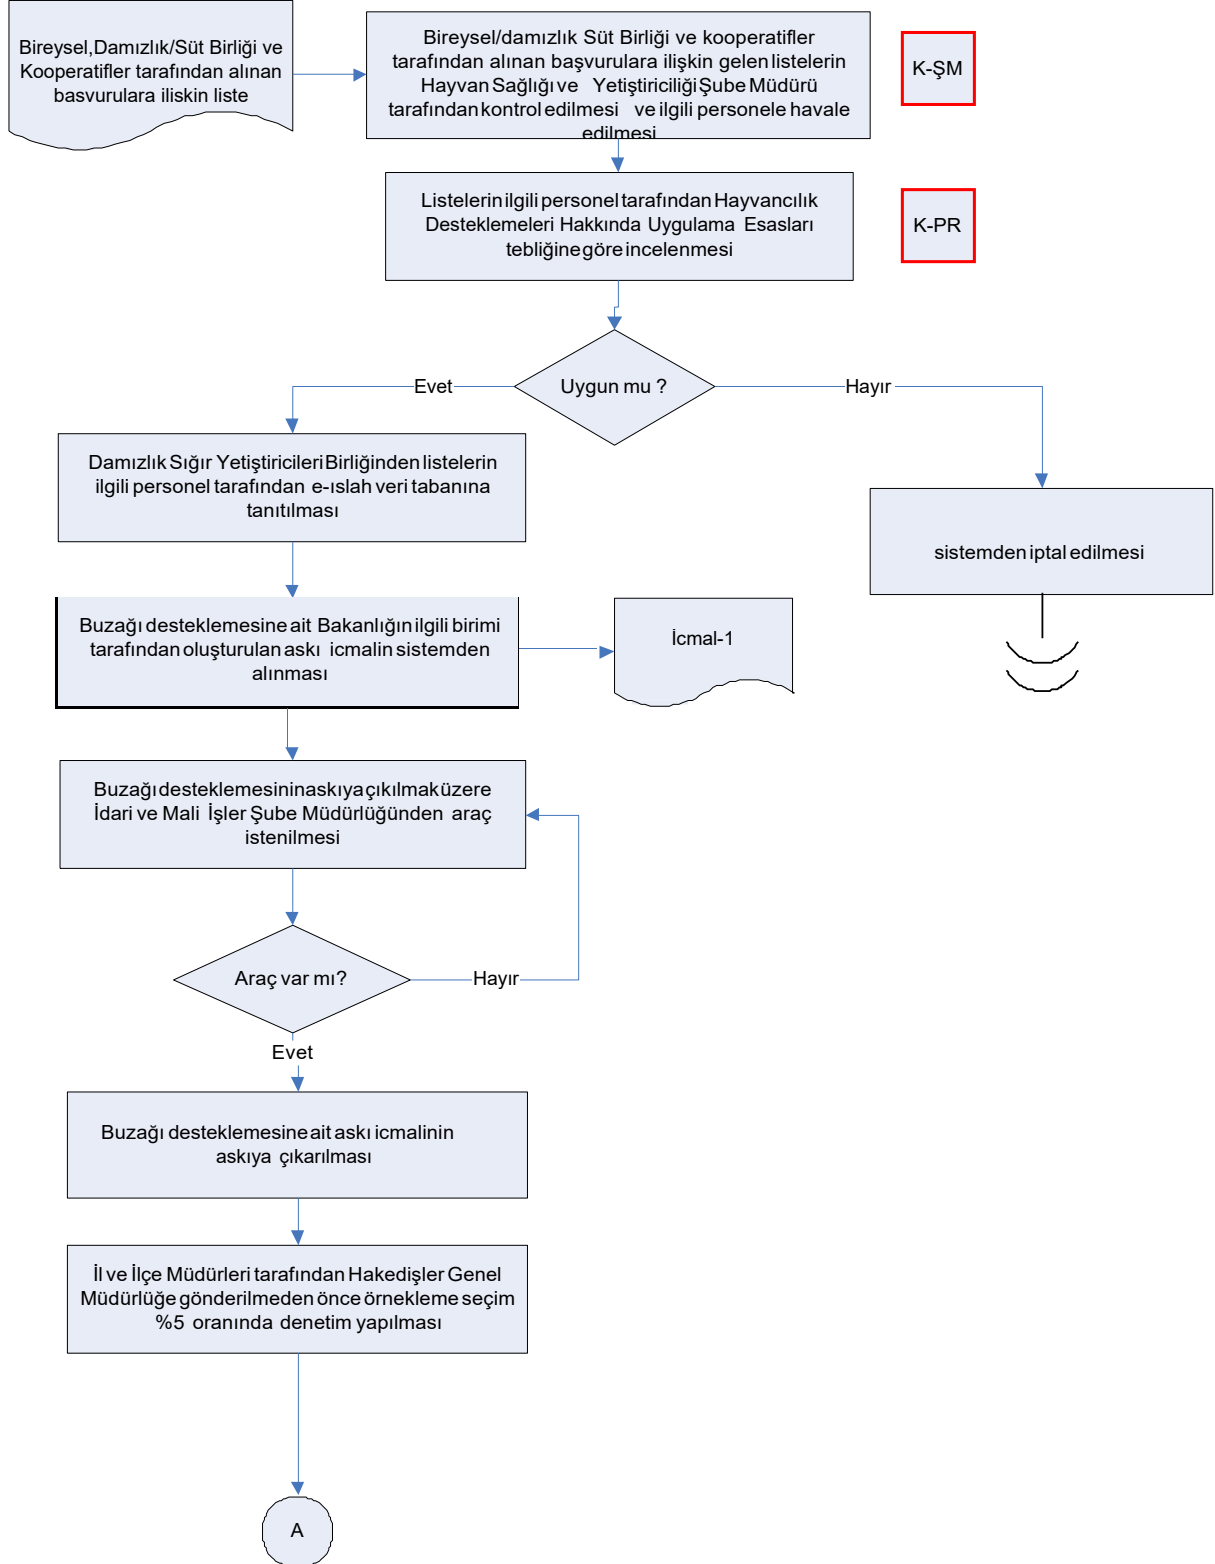 Bireysel,Damızlık/Süt Birliği ve
Kooperatifler tarafından alınan
basvurulara iliskin liste
Bireysel/damızlık Süt Birliği ve kooperatifler
tarafından alınan başvurulara ilişkin gelen listelerin
Hayvan Sağlığı ve Yetiştiriciliği Şube Müdürü
tarafından kontrol edilmesi ve ilgili personele havale
edilmesi
K-ŞM
Listelerin ilgili personel tarafından Hayvancılık
Desteklemeleri Hakkında Uygulama Esasları
tebliğine göre incelenmesi
K-PR
Uygun mu ?
Evet
Hayır
Damızlık Sığır Yetiştiricileri Birliğinden listelerin
ilgili personel tarafından e-ıslah veri tabanına
tanıtılması
sistemden iptal edilmesi
Buzağı desteklemesine ait Bakanlığın ilgili birimi
tarafından oluşturulan askı icmalin sistemden
alınması
İcmal-1
Buzağı desteklemesinin askıya çıkılmak üzere
İdari ve Mali İşler Şube Müdürlüğünden araç
istenilmesi
Araç var mı?
Hayır
Evet
Buzağı desteklemesine ait askı icmalinin
askıya çıkarılması
İl ve İlçe Müdürleri tarafından Hakedişler Genel
Müdürlüğe gönderilmeden önce örnekleme seçim
%5 oranında denetim yapılması
A